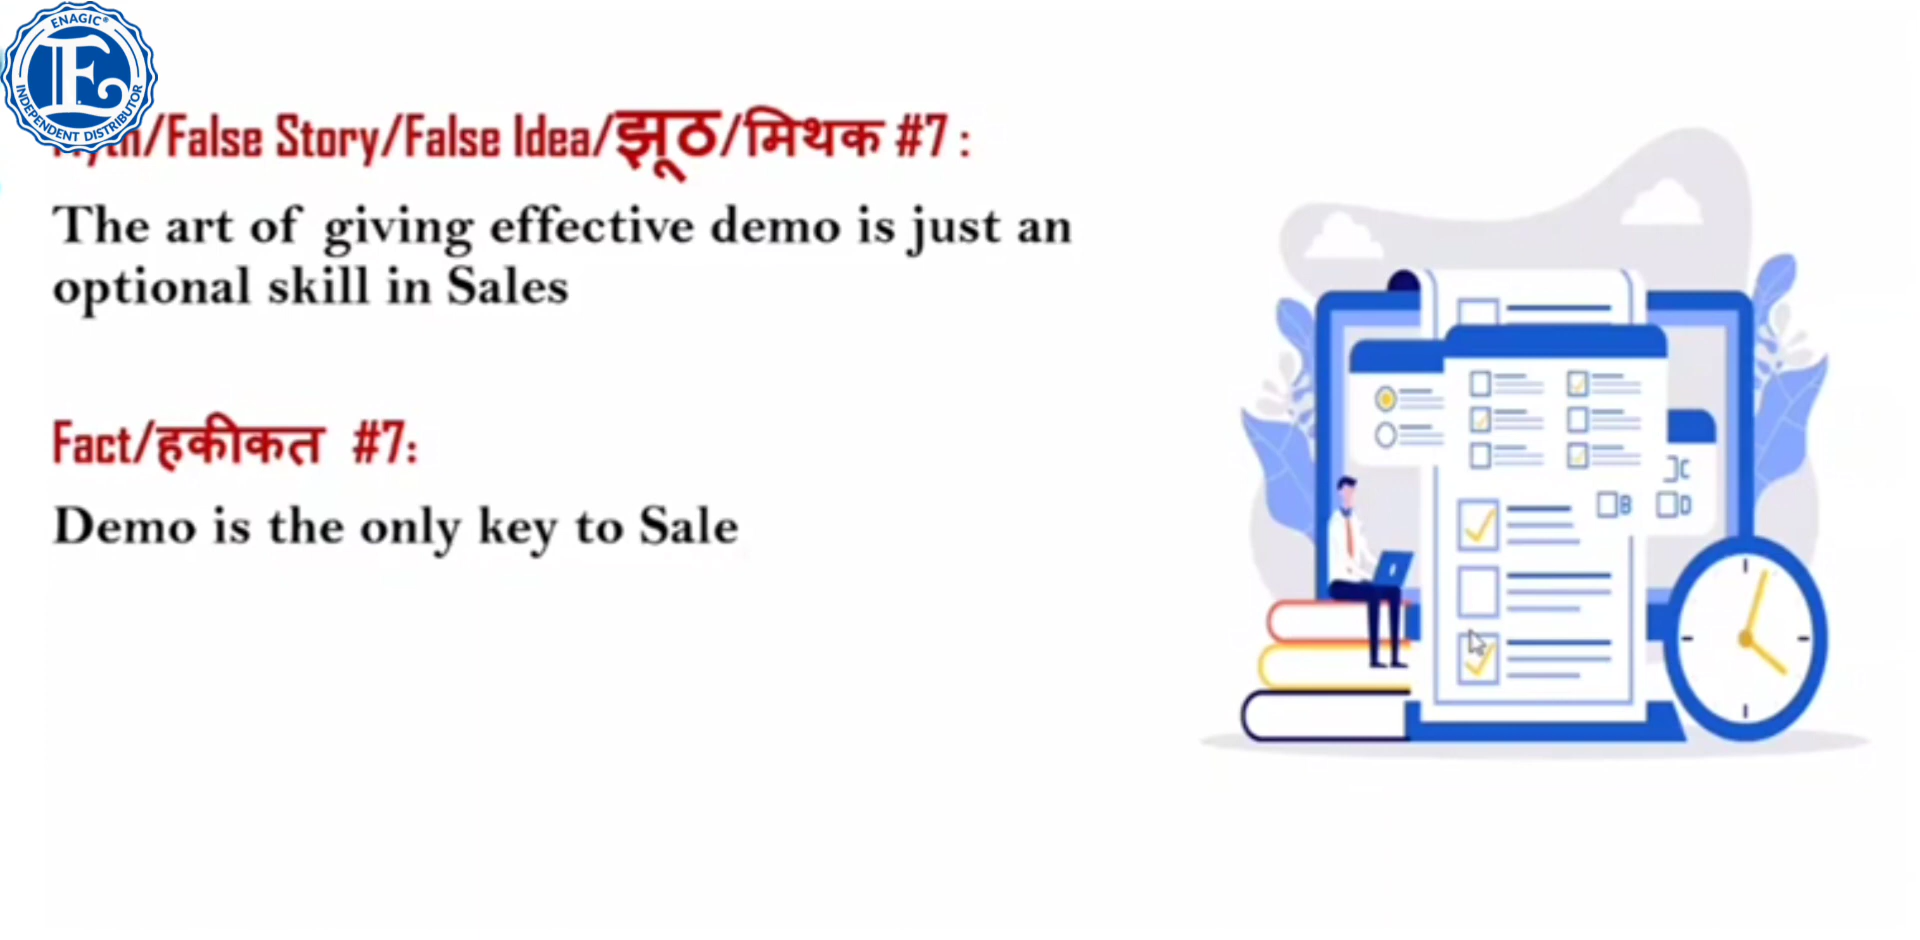 ENAGIC®
E
INDEPENDENT DISTRIBUTOR
/False Story/False Idea/झूठ/मिथक #7 :
The art of giving effective demo is just an
optional skill in Sales
Fact/हकीकत #7:
Demo is the only key to Sale
C
B D